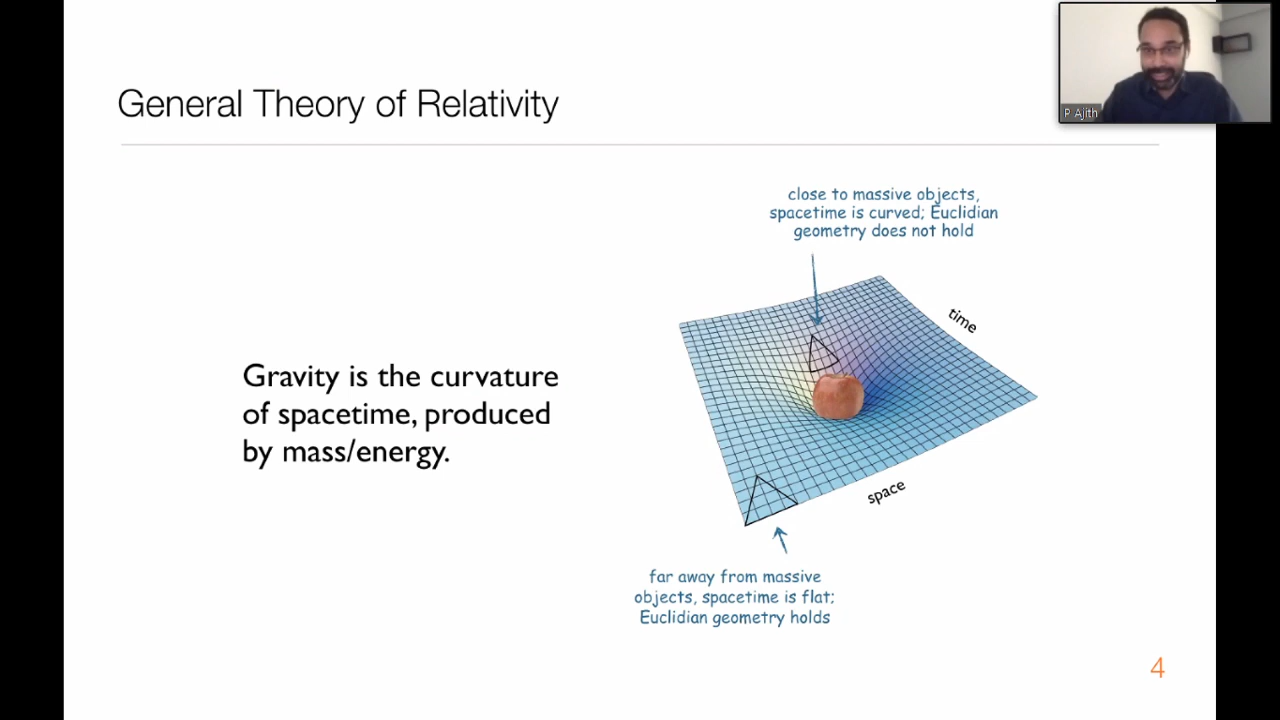 General Theory of Relativity
P Ajith
close to massive objects,
spacetime is curved; Euclidian
geometry does not hold
time
Gravity is the curvature
of spacetime, produced
by mass/energy.
space
far away from massive
objects, spacetime is flat;
Euclidian geometry holds
4